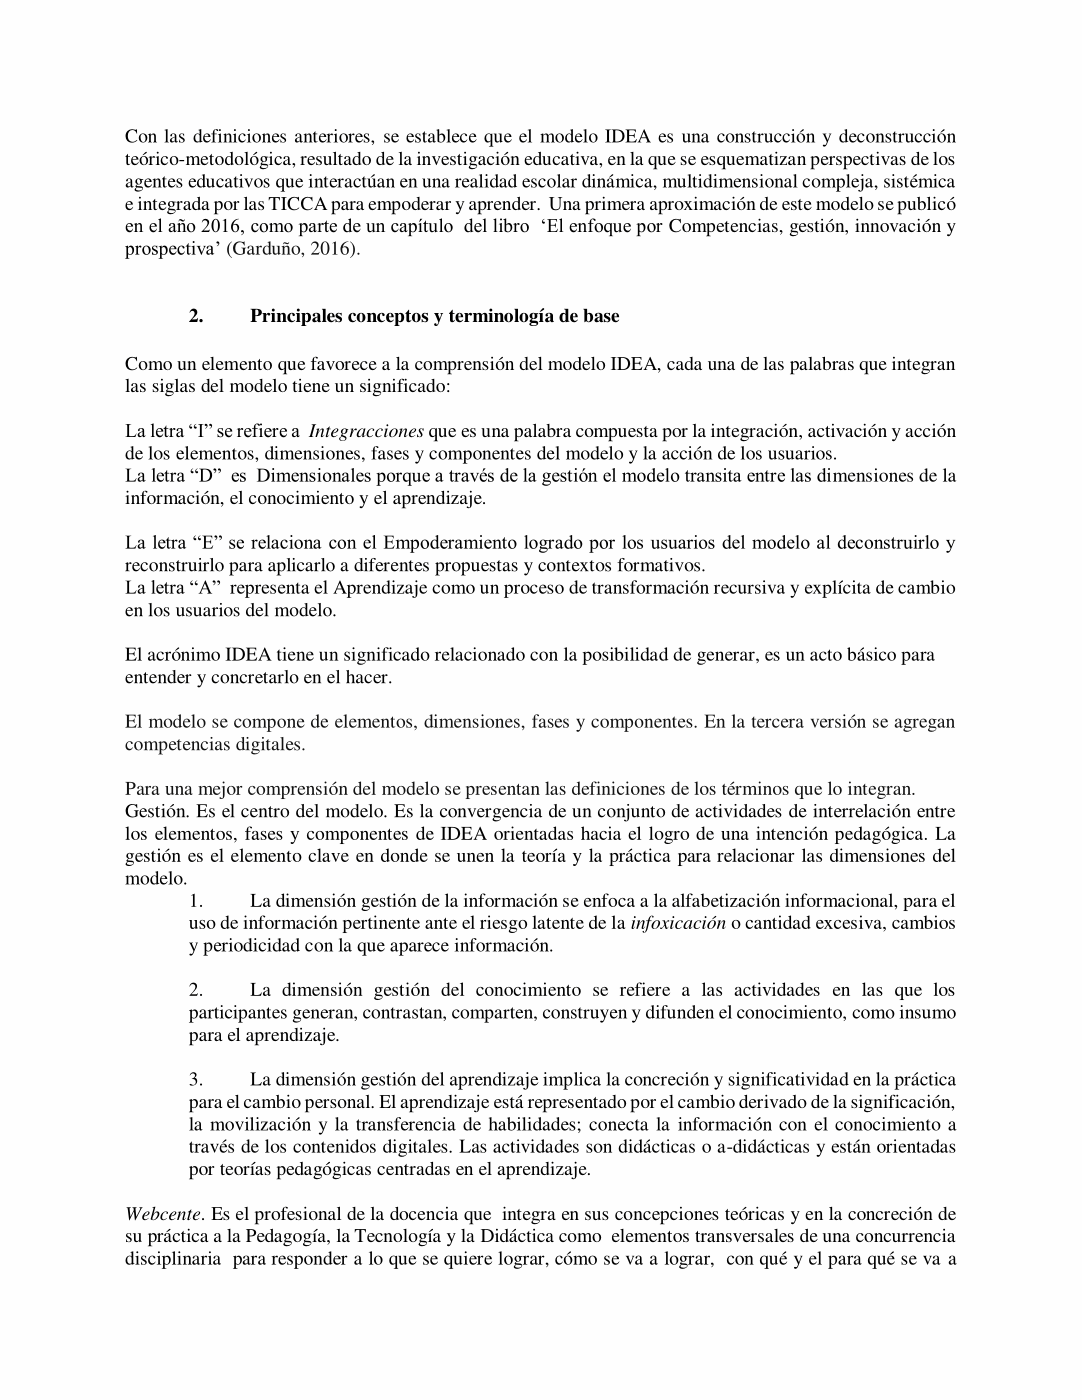 Con las definiciones anteriores, se establece que el modelo IDEA es una construcción y deconstrucción
teórico-metodológica, resultado de la investigación educativa, en la que se esquematizan perspectivas de los
agentes educativos que interactúan en una realidad escolar dinámica, multidimensional compleja, sistémica
e integrada por las TICCA para empoderar y aprender. Una primera aproximación de este modelo se publicó
en el año 2016, como parte de un capítulo del libro ‘El enfoque por Competencias, gestión, innovación y
prospectiva’ (Garduño, 2016).
2. Principales conceptos y terminología de base
Como un elemento que favorece a la comprensión del modelo IDEA, cada una de las palabras que integran
las siglas del modelo tiene un significado:
La letra “I” se refiere a Integracciones que es una palabra compuesta por la integración, activación y acción
de los elementos, dimensiones, fases y componentes del modelo y la acción de los usuarios.
La letra “D” es Dimensionales porque a través de la gestión el modelo transita entre las dimensiones de la
información, el conocimiento y el aprendizaje.
La letra “E” se relaciona con el Empoderamiento logrado por los usuarios del modelo al deconstruirlo y
reconstruirlo para aplicarlo a diferentes propuestas y contextos formativos.
La letra “A” representa el Aprendizaje como un proceso de transformación recursiva y explícita de cambio
en los usuarios del modelo.
El acrónimo IDEA tiene un significado relacionado con la posibilidad de generar, es un acto básico para
entender y concretarlo en el hacer.
El modelo se compone de elementos, dimensiones, fases y componentes. En la tercera versión se agregan
competencias digitales.
Para una mejor comprensión del modelo se presentan las definiciones de los términos que lo integran.
Gestión. Es el centro del modelo. Es la convergencia de un conjunto de actividades de interrelación entre
los elementos, fases y componentes de IDEA orientadas hacia el logro de una intención pedagógica. La
gestión es el elemento clave en donde se unen la teoría y la práctica para relacionar las dimensiones del
modelo.
1. La dimensión gestión de la información se enfoca a la alfabetización informacional, para el
uso de información pertinente ante el riesgo latente de la infoxicación o cantidad excesiva, cambios
y periodicidad con la que aparece información.
2. La dimensión gestión del conocimiento se refiere a las actividades en las que los
participantes generan, contrastan, comparten, construyen y difunden el conocimiento, como insumo
para el aprendizaje.
3. La dimensión gestión del aprendizaje implica la concreción y significatividad en la práctica
para el cambio personal. El aprendizaje está representado por el cambio derivado de la significación,
la movilización y la transferencia de habilidades; conecta la información con el conocimiento a
través de los contenidos digitales. Las actividades son didácticas o a-didácticas y están orientadas
por teorías pedagógicas centradas en el aprendizaje.
Webcente. Es el profesional de la docencia que integra en sus concepciones teóricas y en la concreción de
su práctica a la Pedagogía, la Tecnología y la Didáctica como elementos transversales de una concurrencia
disciplinaria para responder a lo que se quiere lograr, cómo se va a lograr, con qué y el para qué se va a